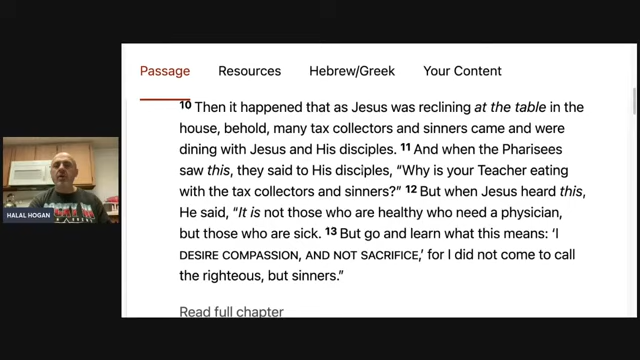 Passage Resources Hebrew/Greek Your Content
10 Then it happened that as Jesus was reclining at the table in the
house, behold, many tax collectors and sinners came and were
dining with Jesus and His disciples. 11 And when the Pharisees
saw this, they said to His disciples, “Why is your Teacher eating
with the tax collectors and sinners?” 12 But when Jesus heard this,
He said, “It is not those who are healthy who need a physician,
but those who are sick. 13 But go and learn what this means: ‘I
DESIRE COMPASSION, AND NOT SACRIFICE,’ for I did not come to call
the righteous, but sinners.”
Read full chapter
HALAL HOGAN